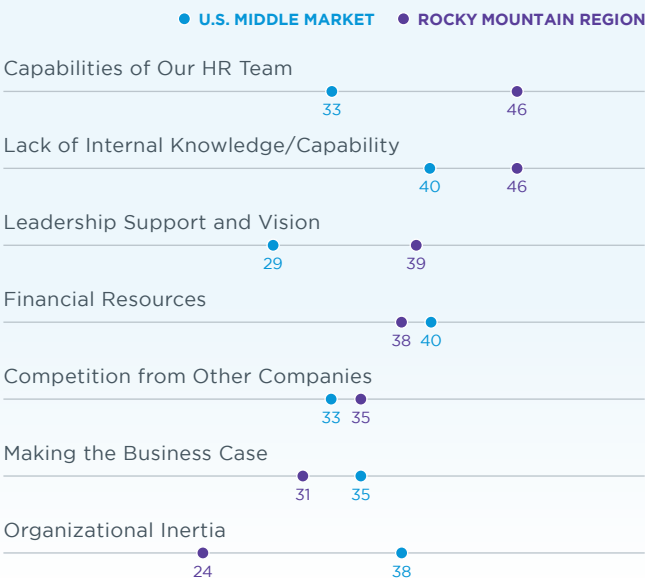 U.S. MIDDLE MARKET ROCKY MOUNTAIN REGION
Capabilities of Our HR Team
33 46
Lack of Internal Knowledge/Capability
40 46
Leadership Support and Vision
29 39
Financial Resources
38 40
Competition from Other Companies
33 35
Making the Business Case
31 35
Organizational Inertia
24 38